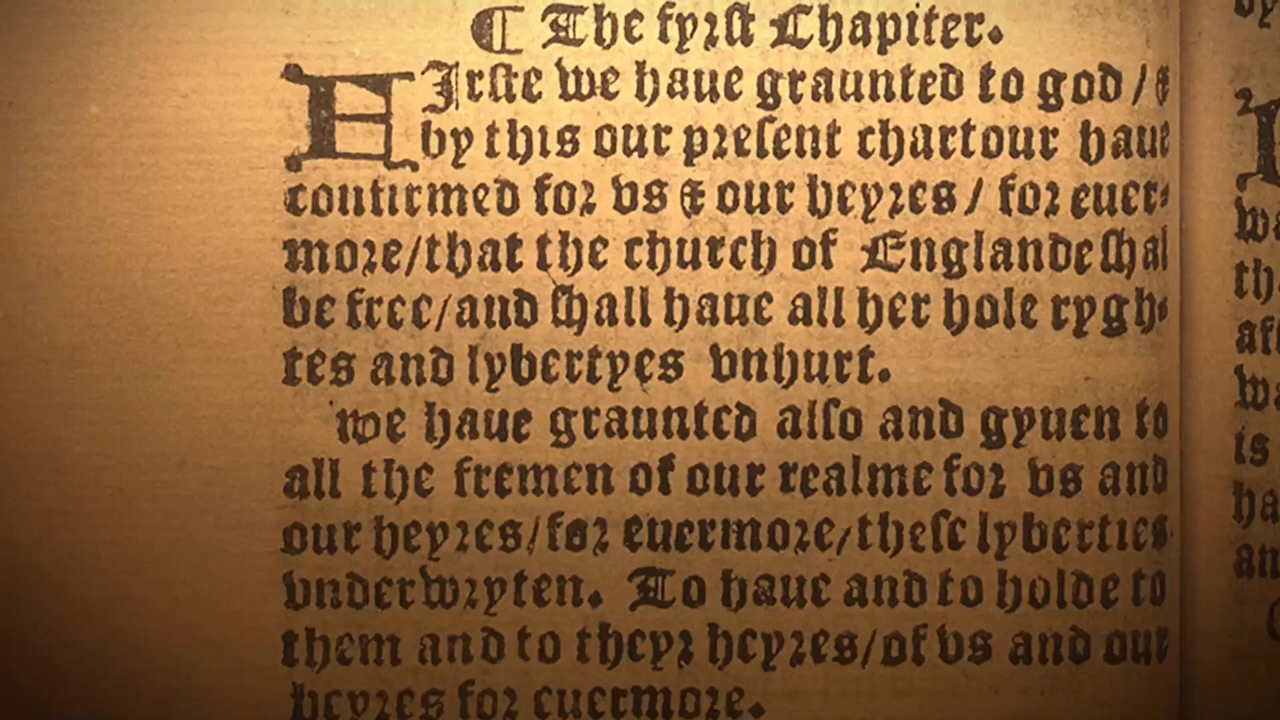 ¶ The fyrst Chapiter.
FIrste we haue graunted to god / &
by this our present chartour haue
confirmed for vs & our heyres / for euer-
more/that the church of Englande shal
be free/and shall haue all her hole rygh-
tes and lybertyes vnhurt.
we haue graunted also and gyuen to
all the fremen of our realme for vs and
our heyres/for euermore/these lyberties
vnderwryten. To haue and to holde to
them and to theyr heyres/of vs and our
heyres for euermore.